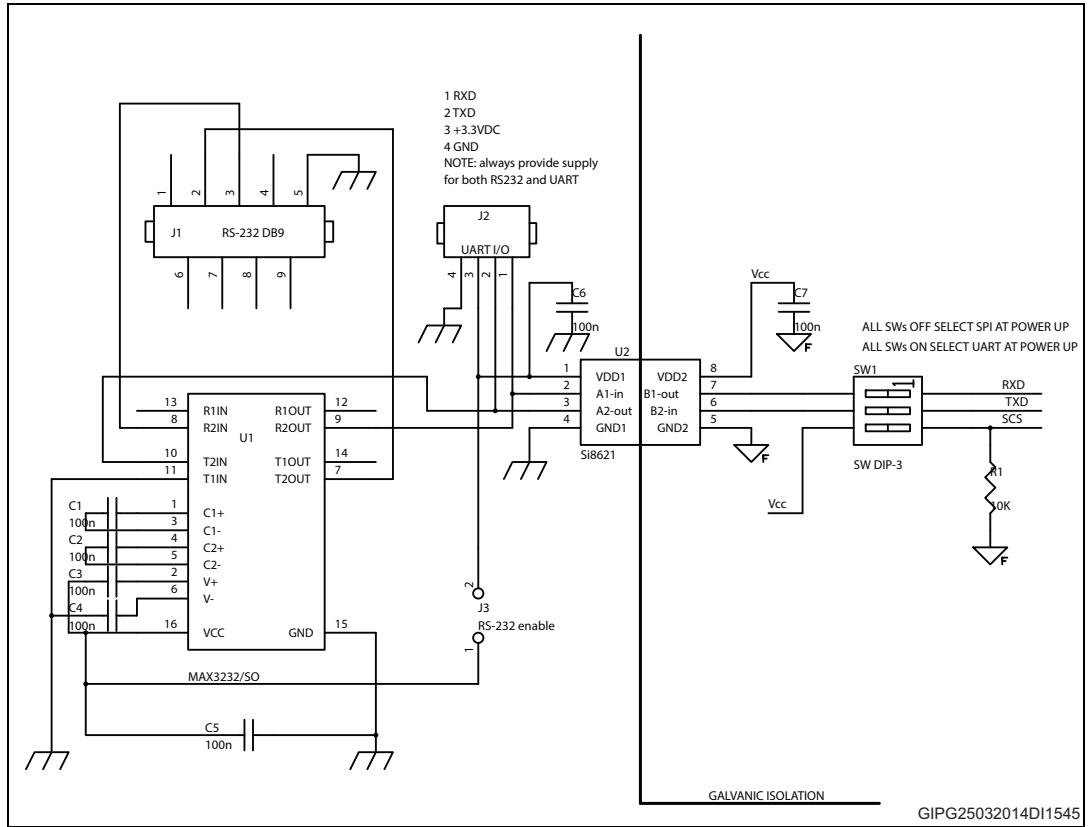 1 RXD
2 TXD
3 +3.3VDC
4 GND
NOTE: always provide supply
for both RS232 and UART
1
2
3
4
5
J1
RS-232 DB9
6
7
8
9
J2
UART I/O
4
3
2
1
C6
100n
Vcc
C7
100n
F
ALL SWs OFF SELECT SPI AT POWER UP
ALL SWs ON SELECT UART AT POWER UP
U2
1
2
3
4
VDD1
A1-in
A2-out
GND1
VDD2
B1-out
B2-in
GND2
8
7
6
5
Si8621
F
SW1
1
SW DIP-3
RXD
TXD
SCS
Vcc
R1
10K
F
13
8
10
11
1
3
4
5
2
6
16
R1IN
R2IN
T2IN
T1IN
C1+
C1-
C2+
C2-
V+
V-
VCC
U1
R1OUT
R2OUT
T1OUT
T2OUT
GND
12
9
14
7
15
C1
100n
C2
100n
C3
100n
C4
100n
MAX3232/SO
2
J3
RS-232 enable
1
C5
100n
GALVANIC ISOLATION
GIPG25032014DI1545